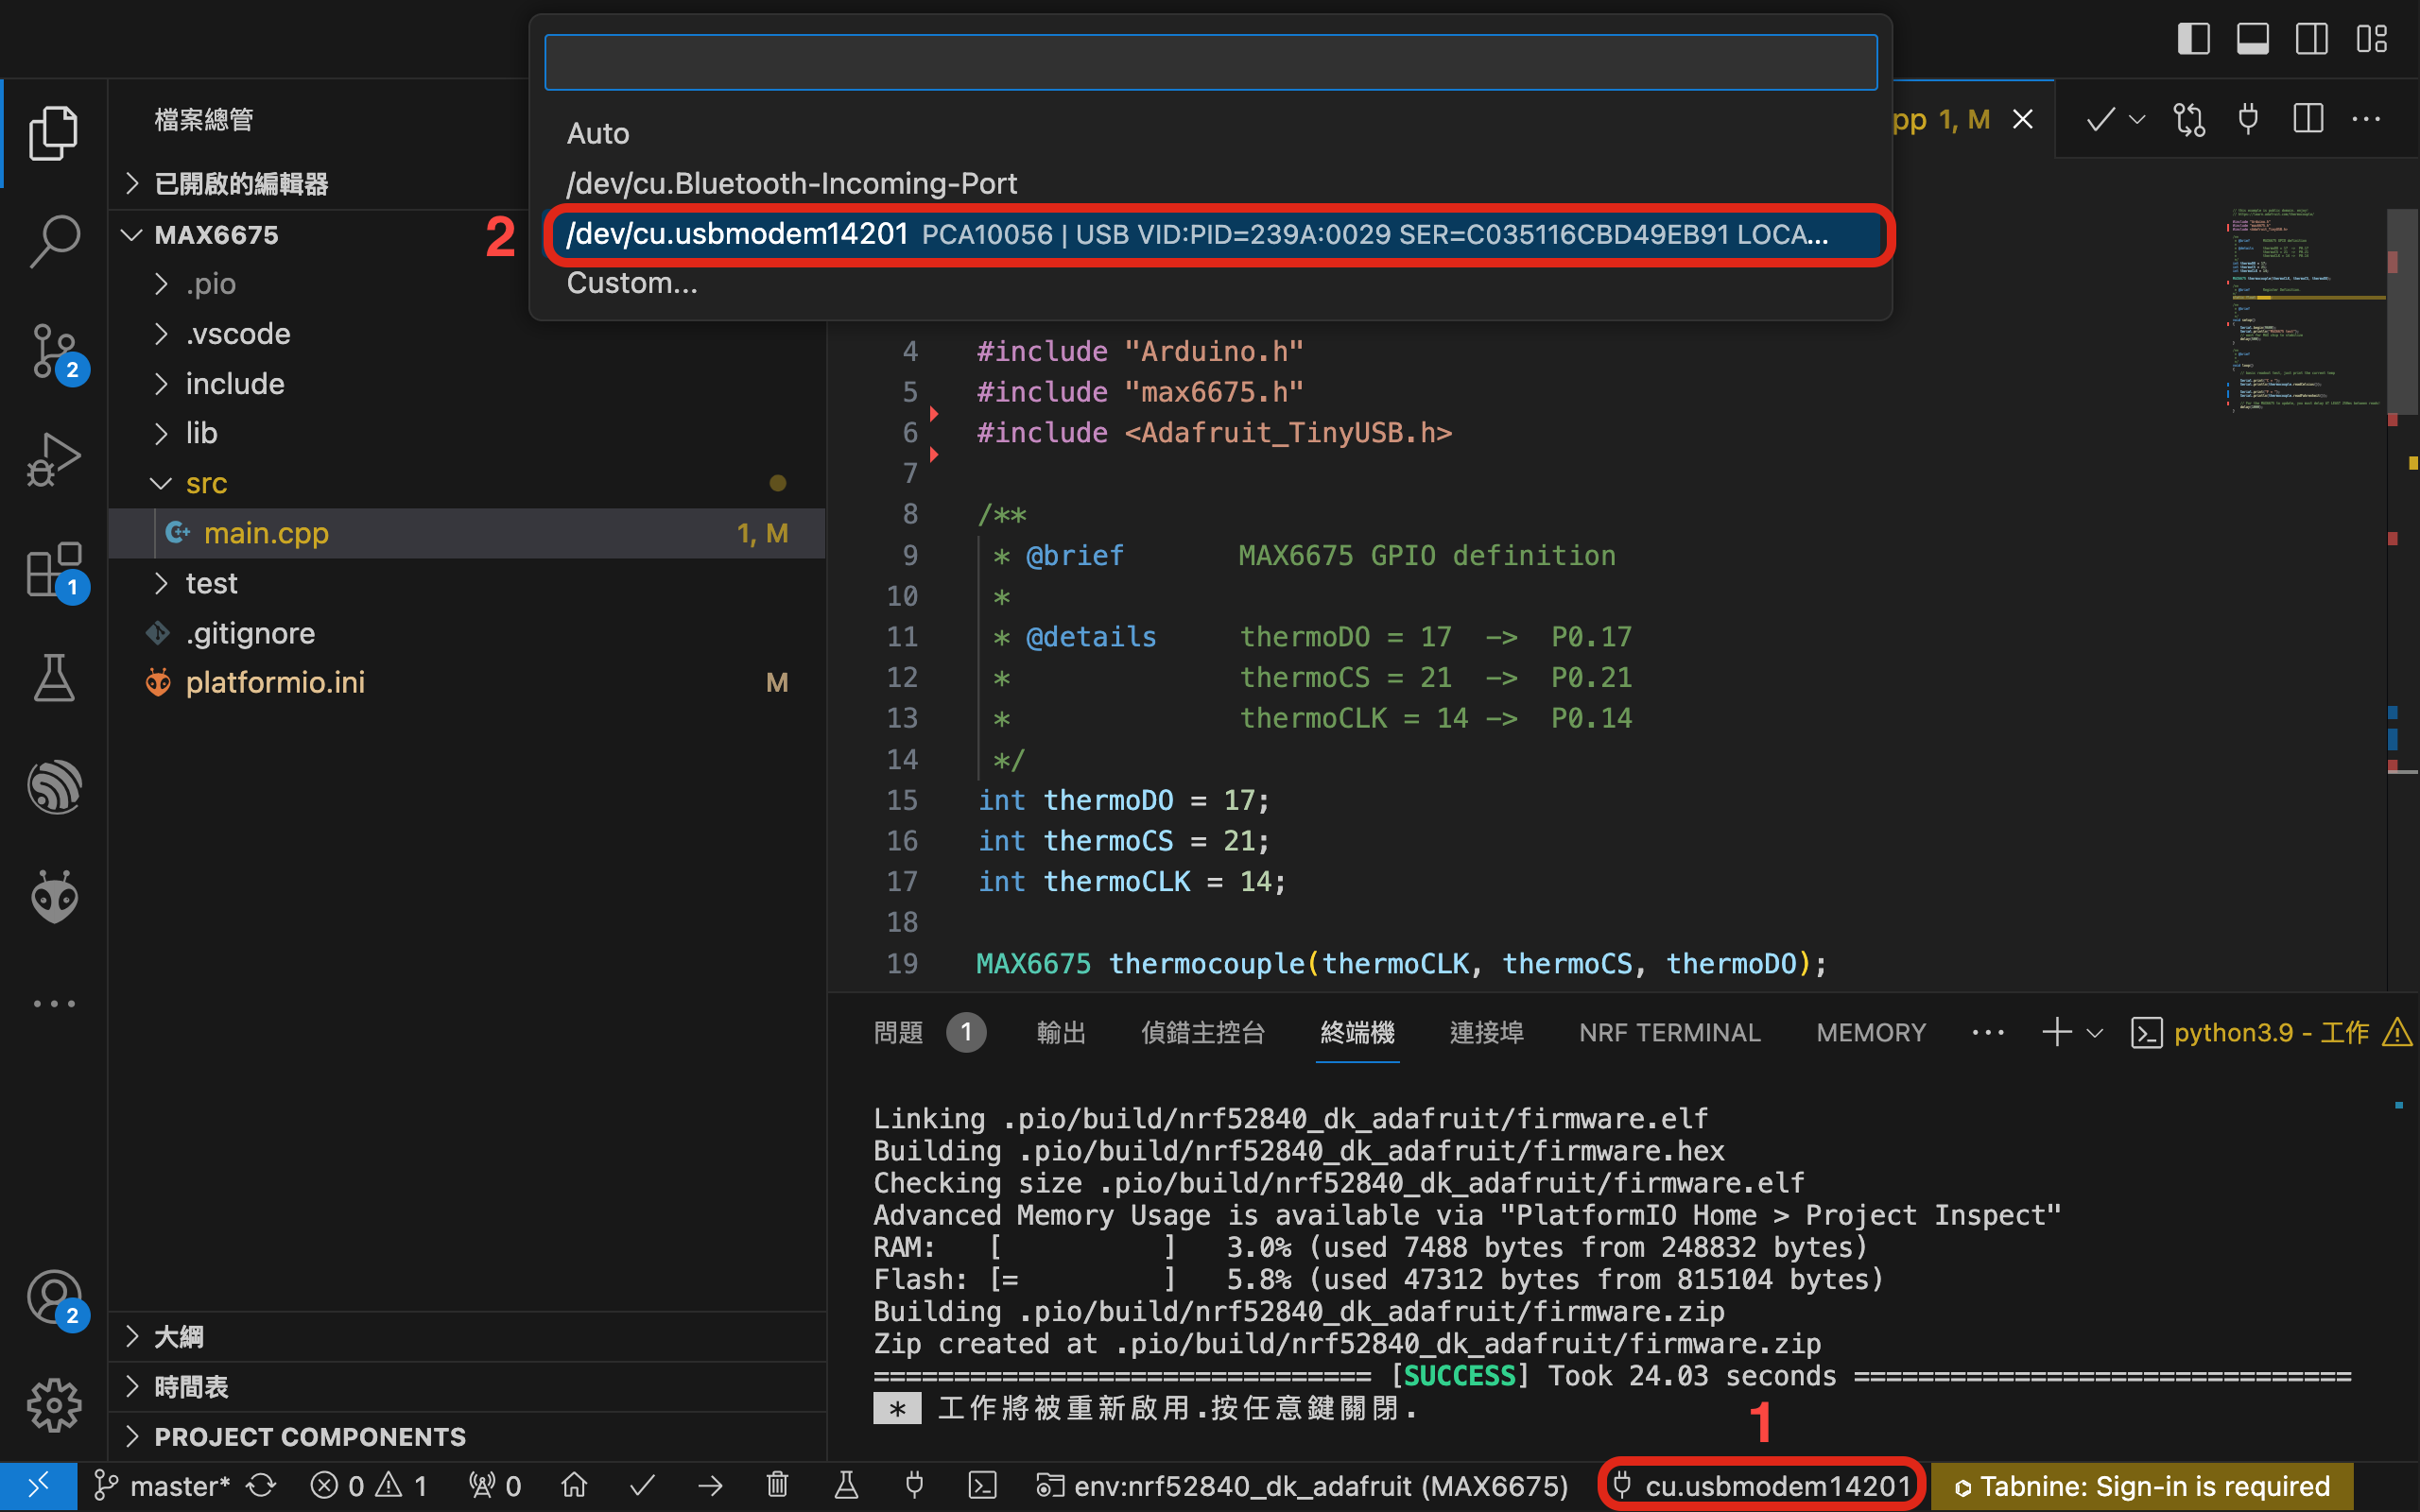 Auto
/dev/cu.Bluetooth-Incoming-Port
2
/dev/cu.usbmodem14201 PCA10056 | USB VID:PID=239A:0029 SER=C035116CBD49EB91 LOCA...
Custom...
檔案總管
已開啟的編輯器
MAX6675
.pio
.vscode
include
lib
src
main.cpp 1, M
test
.gitignore
platformio.ini M
大綱
時間表
PROJECT COMPONENTS
2
1
2
pp 1, M
4 #include "Arduino.h"
5 #include "max6675.h"
6 #include <Adafruit_TinyUSB.h>
7
8 /**
9 * @brief MAX6675 GPIO definition
10 *
11 * @details thermoDO = 17 -> P0.17
12 * thermoCS = 21 -> P0.21
13 * thermoCLK = 14 -> P0.14
14 */
15 int thermoDO = 17;
16 int thermoCS = 21;
17 int thermoCLK = 14;
18
19 MAX6675 thermocouple(thermoCLK, thermoCS, thermoDO);
問題 1 輸出 偵錯主控台 終端機 連接埠 NRF TERMINAL MEMORY ... python3.9 - 工作
Linking .pio/build/nrf52840_dk_adafruit/firmware.elf
Building .pio/build/nrf52840_dk_adafruit/firmware.hex
Checking size .pio/build/nrf52840_dk_adafruit/firmware.elf
Advanced Memory Usage is available via "PlatformIO Home > Project Inspect"
RAM: [ ] 3.0% (used 7488 bytes from 248832 bytes)
Flash: [= ] 5.8% (used 47312 bytes from 815104 bytes)
Building .pio/build/nrf52840_dk_adafruit/firmware.zip
Zip created at .pio/build/nrf52840_dk_adafruit/firmware.zip
=============================== [SUCCESS] Took 24.03 seconds ===============================
* 工作將被重新啟用.按任意鍵關閉.
1
master* 0 1 0 env:nrf52840_dk_adafruit (MAX6675) cu.usbmodem14201 Tabnine: Sign-in is required